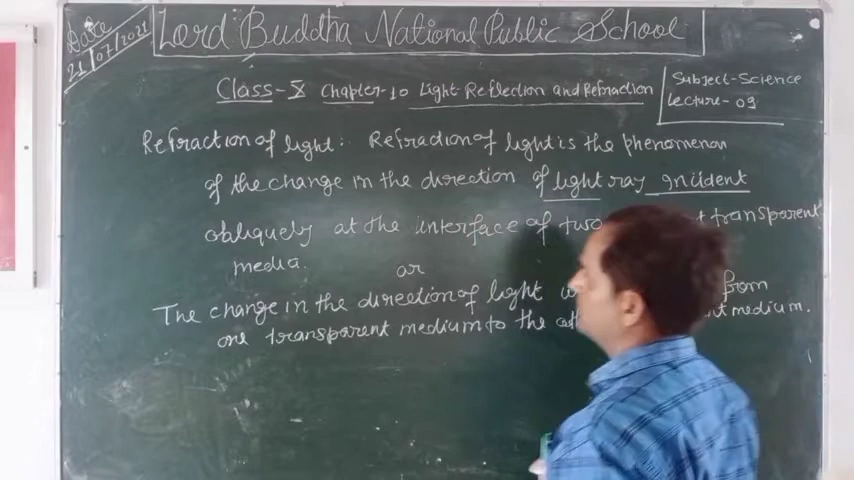 Date
21/07/2021
Lord Buddha National Public School
Class-X Chapter-10 Light-Reflection and Refraction
Subject-Science
Lecture-09
Refraction of light:. Refraction of light is the phenomenon
of the change in the direction of light ray Incident
obliquely at the interface of two transparent
media.
or
The change in the direction of light from
one transparent medium to the medium.